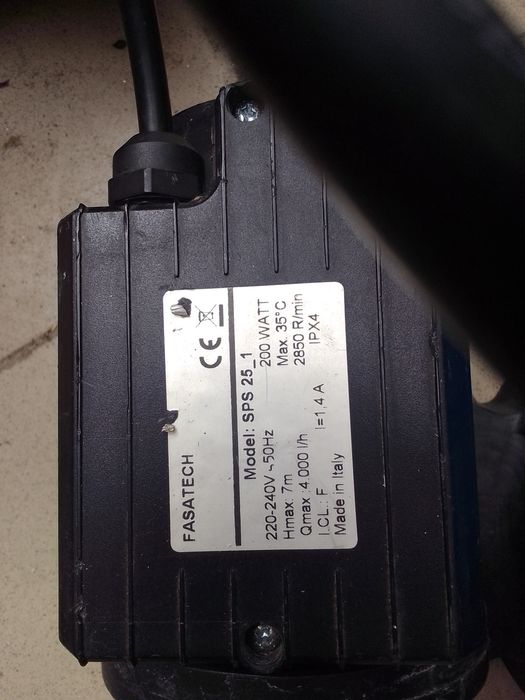 FASATECH CE
Model: SPS 25_1
220-240V ~50Hz 200 WATT
Hmax: 7m Max. 35°C
Qmax: 4.000 l/h 2850 R/min
I.CL.: F I=1,4 A IPX4
Made in Italy